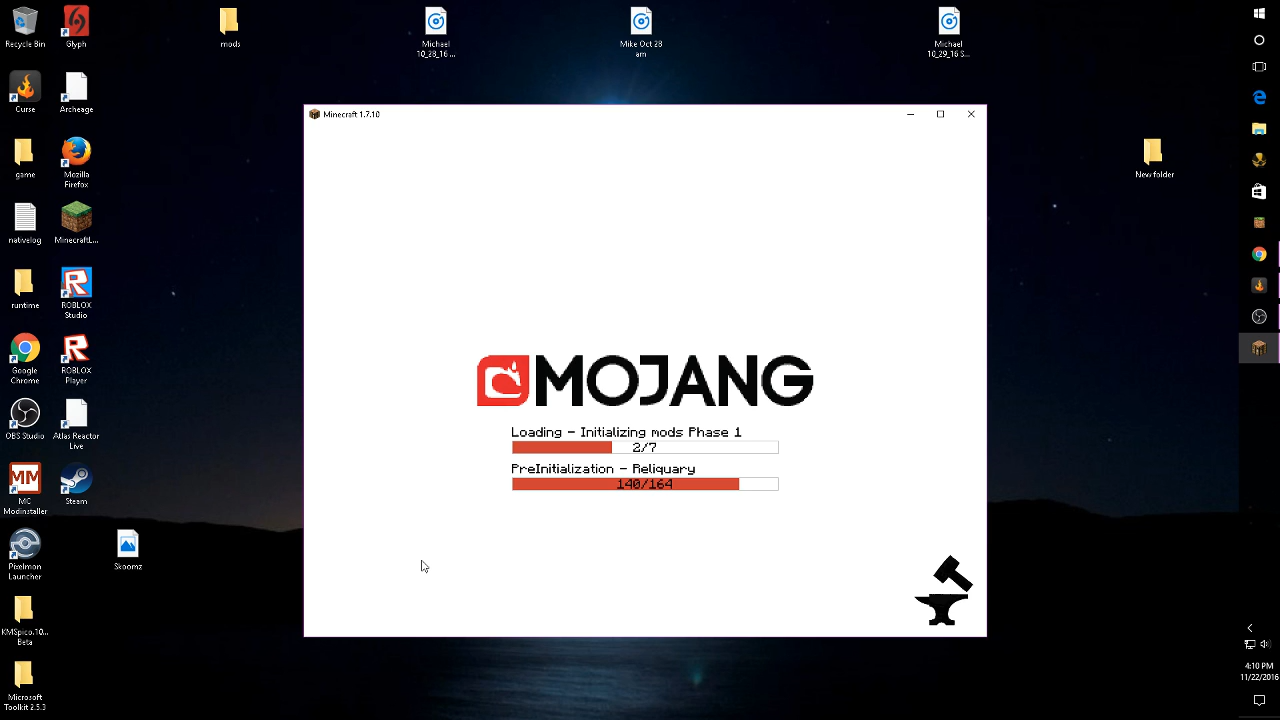 Recycle Bin
Glyph
mods
Michael
10_28_16 ...
Mike Oct 28
am
Michael
10_29_16 S...
Curse
Archeage
Minecraft 1.7.10
game
Mozilla
Firefox
New folder
nativelog
MinecraftL...
runtime
ROBLOX
Studio
Google
Chrome
ROBLOX
Player
MOJANG
OBS Studio
Atlas Reactor
Live
Loading - Initializing mods Phase 1
2/7
PreInitialization - Reliquary
140/164
MM
MC
Modinstaller
Steam
Pixelmon
Launcher
Skoomz
KMSpico.10...
Beta
Microsoft
Toolkit 2.5.3
4:10 PM
11/22/2016